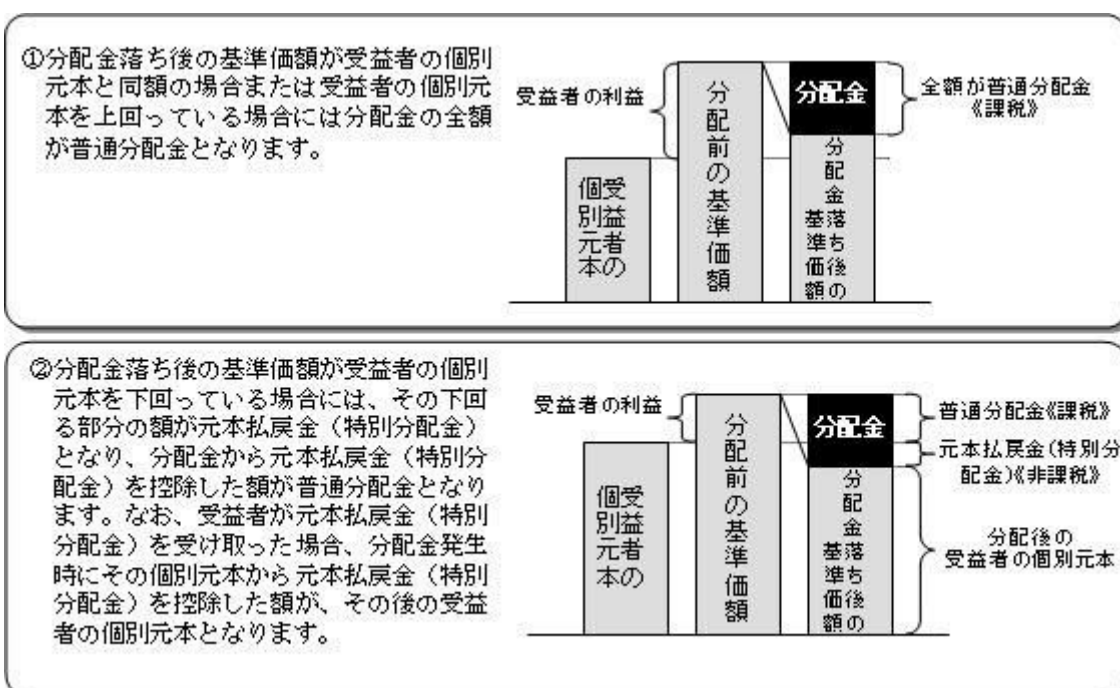 ①分配金落ち後の基準価額が受益者の個別
元本と同額の場合または受益者の個別元
本を上回っている場合には分配金の全額
が普通分配金となります。
受益者の利益
受益者の
個別元本
分配前の基準価額
分配金
分配金落ち後の
基準価額
全額が普通分配金
《課税》
②分配金落ち後の基準価額が受益者の個別
元本を下回っている場合には、その下回
る部分の額が元本払戻金（特別分配金）
となり、分配金から元本払戻金（特別分
配金）を控除した額が普通分配金となり
ます。なお、受益者が元本払戻金（特別
分配金）を受け取った場合、分配金発生
時にその個別元本から元本払戻金（特別
分配金）を控除した額が、その後の受益
者の個別元本となります。
受益者の利益
受益者の
個別元本
分配前の基準価額
分配金
分配金落ち後の
基準価額
普通分配金《課税》
元本払戻金(特別分
配金)《非課税》
分配後の
受益者の個別元本